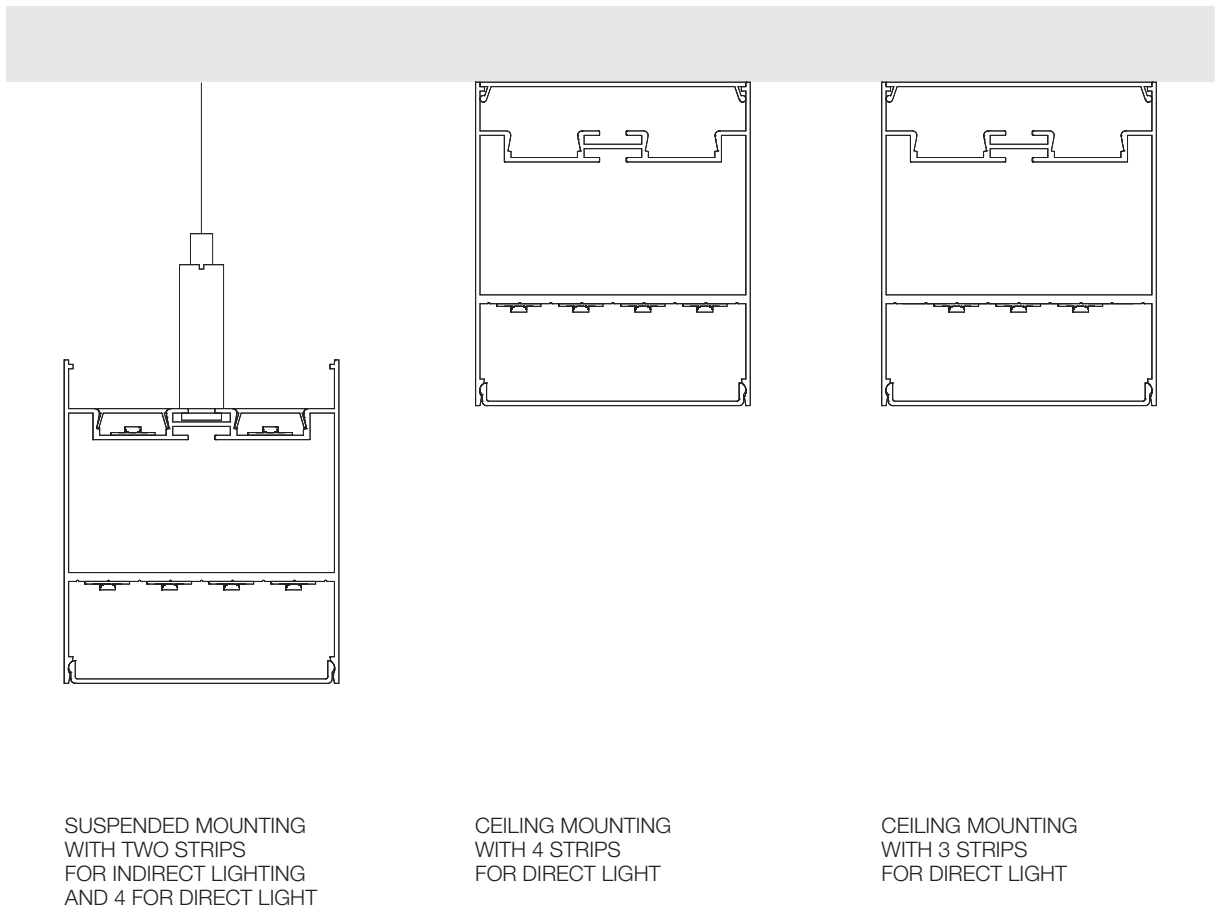 SUSPENDED MOUNTING
WITH TWO STRIPS
FOR INDIRECT LIGHTING
AND 4 FOR DIRECT LIGHT
CEILING MOUNTING
WITH 4 STRIPS
FOR DIRECT LIGHT
CEILING MOUNTING
WITH 3 STRIPS
FOR DIRECT LIGHT